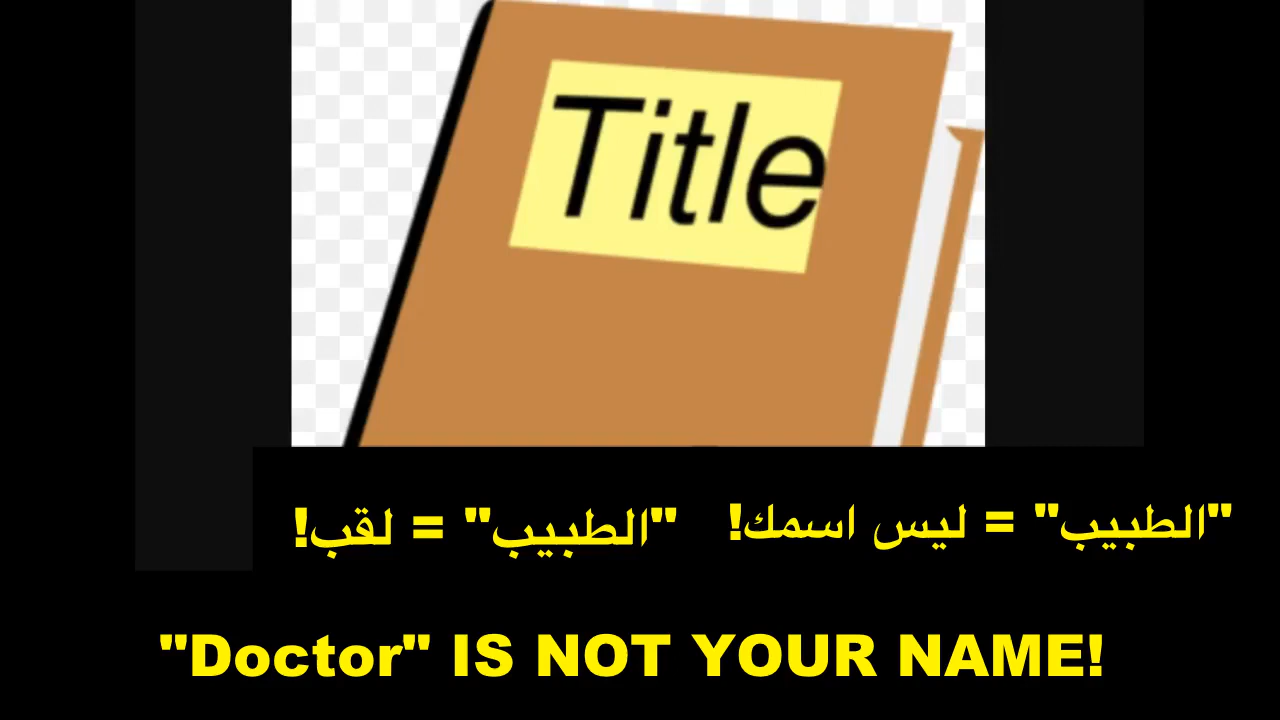 Title
"الطبيب" = ليس اسمك!
"الطبيب" = لقب!
"Doctor" IS NOT YOUR NAME!